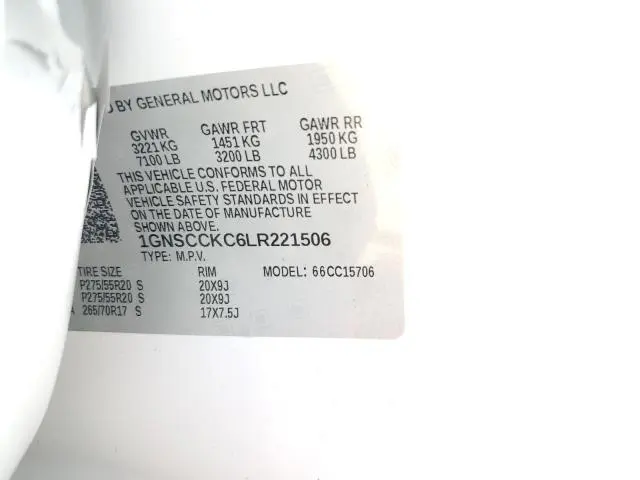 BY GENERAL MOTORS LLC
GVWR GAWR FRT GAWR RR
3221 KG 1451 KG 1950 KG
7100 LB 3200 LB 4300 LB
THIS VEHICLE CONFORMS TO ALL
APPLICABLE U.S. FEDERAL MOTOR
VEHICLE SAFETY STANDARDS IN EFFECT
ON THE DATE OF MANUFACTURE
SHOWN ABOVE.
1GNSCCKC6LR221506
TYPE: M.P.V.
TIRE SIZE RIM MODEL: 66CC15706
P275/55R20 S 20X9J
P275/55R20 S 20X9J
265/70R17 S 17X7.5J